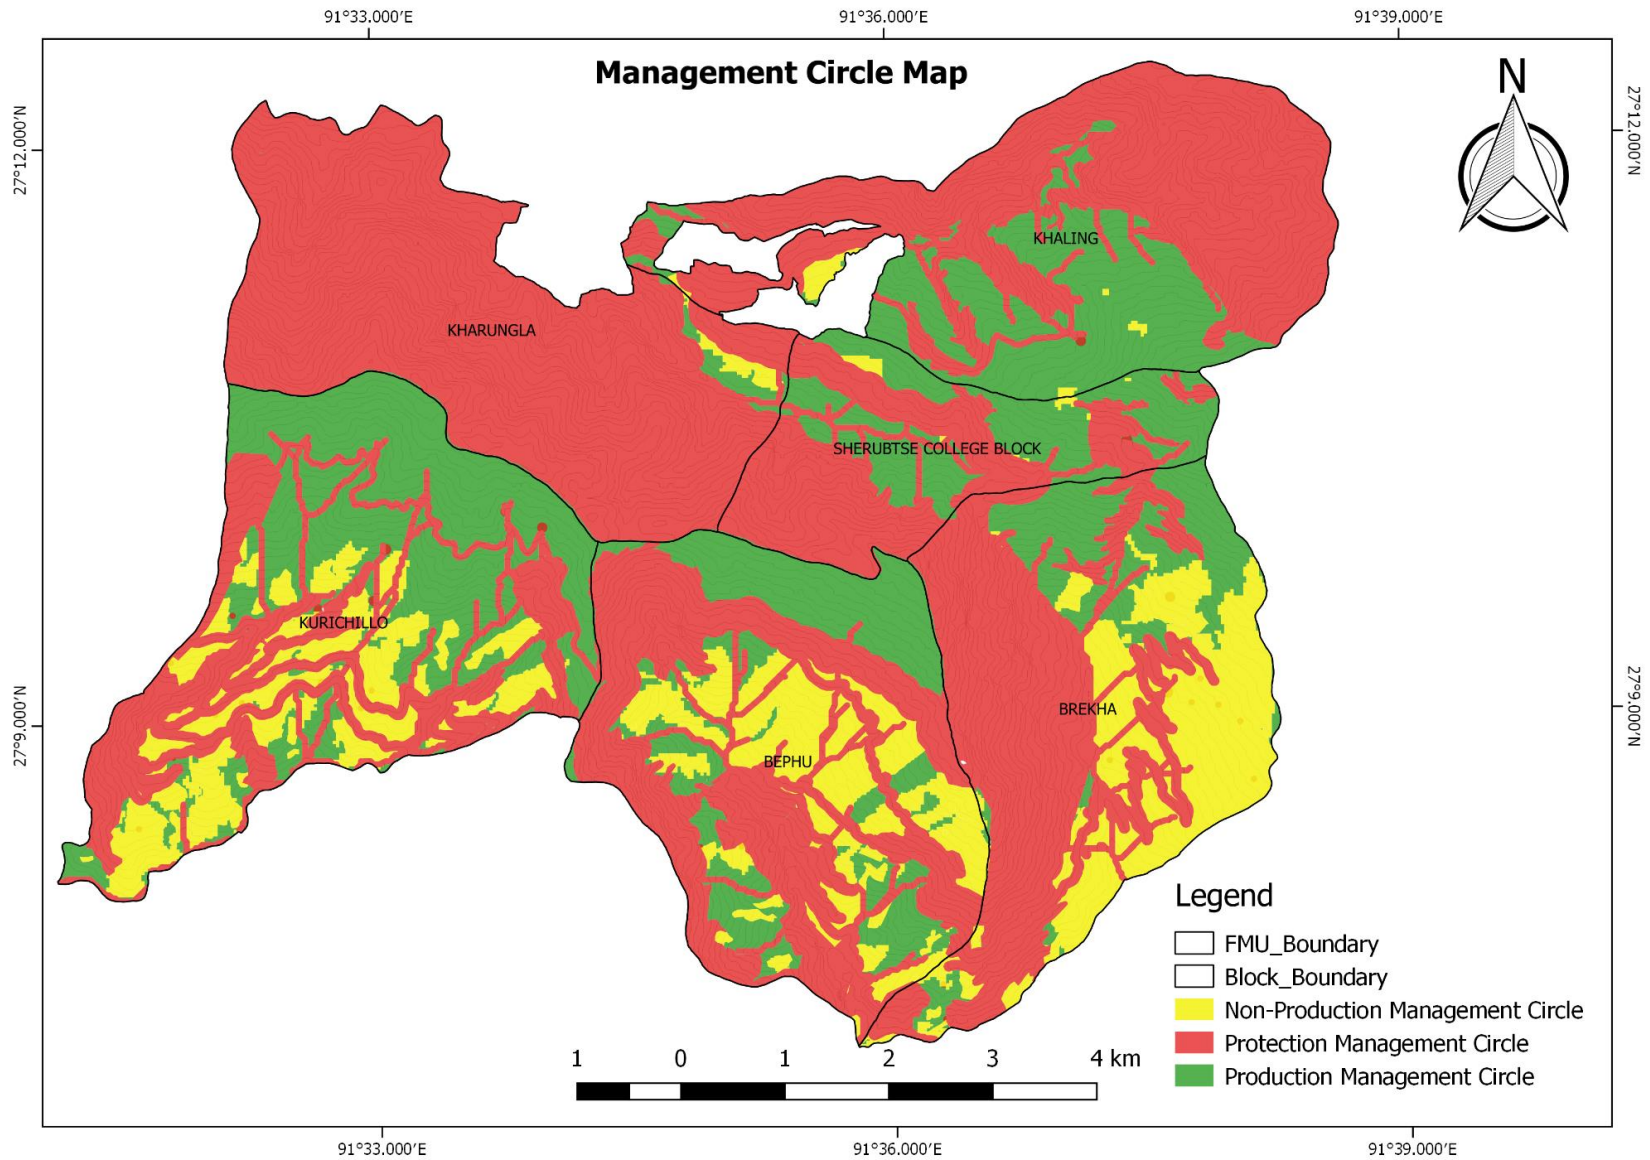 91°33.000′E
91°36.000′E
91°39.000′E
Management Circle Map
N
27°12.000′N
27°12.000′N
KHALING
KHARUNGLA
SHERUBTSE COLLEGE BLOCK
KURICHILLO
27°9.000′N
27°9.000′N
BREKHA
BEPHU
Legend
FMU_Boundary
Block_Boundary
Non-Production Management Circle
Protection Management Circle
Production Management Circle
1 0 1 2 3 4 km
91°33.000′E
91°36.000′E
91°39.000′E